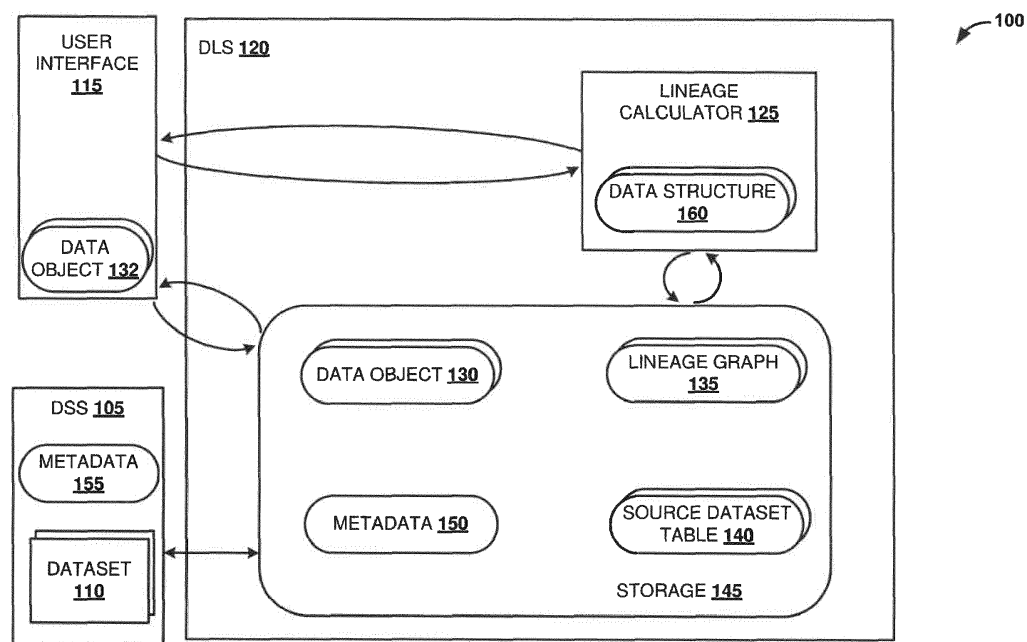 100
USER
INTERFACE
115
DLS 120
LINEAGE
CALCULATOR 125
DATA STRUCTURE
160
DATA
OBJECT 132
DATA OBJECT 130
LINEAGE GRAPH
135
DSS 105
METADATA
155
DATASET
110
METADATA 150
SOURCE DATASET
TABLE 140
STORAGE 145